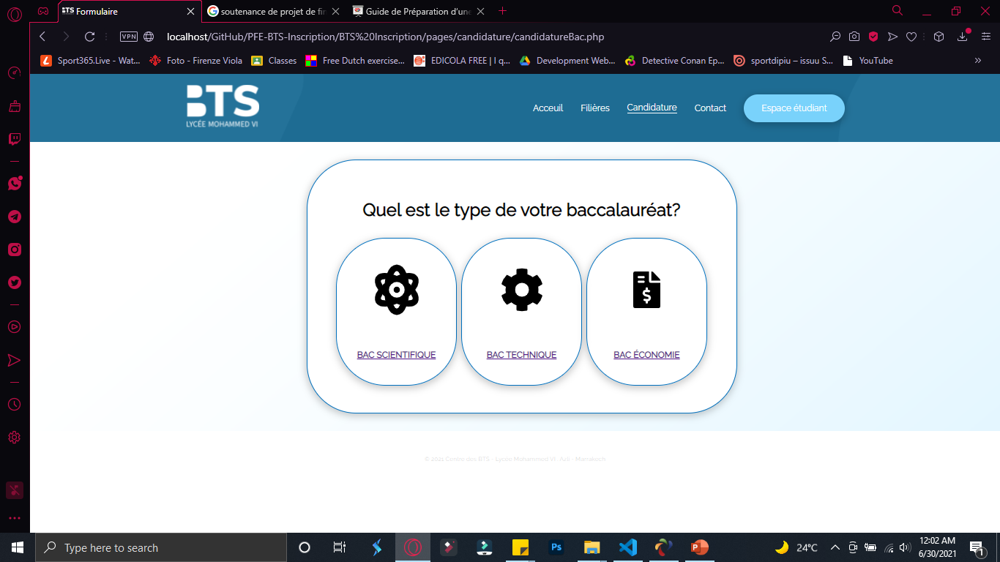 BTS Formulaire
soutenance de projet de fir
Guide de Préparation d'une
VPN
localhost/GitHub/PFE-BTS-Inscription/BTS%20Inscription/pages/candidature/candidatureBac.php
Sport365.Live - Wat...
Foto - Firenze Viola
Classes
Free Dutch exercise...
EDICOLA FREE | I q...
Development Web...
Detective Conan Ep...
sportdipiu – issuu S...
YouTube
BTS
LYCÉE MOHAMMED VI
Acceuil
Filières
Candidature
Contact
Espace étudiant
Quel est le type de votre baccalauréat?
$
BAC SCIENTIFIQUE
BAC TECHNIQUE
BAC ÉCONOMIE
© 2021 Centre des BTS - Lycée Mohammed VI - Azli - Marrakech
Type here to search
Ps
24°C
12:02 AM
6/30/2021
1